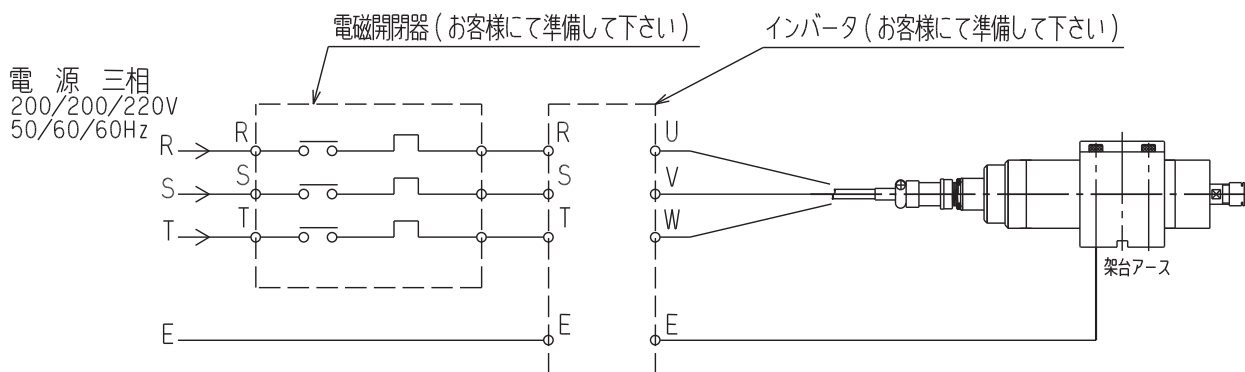 電磁開閉器(お客様にて準備して下さい)
インバータ(お客様にて準備して下さい)
電 源 三相
200/200/220V
50/60/60Hz
R R R U
S S S V
T T T W
架台アース
E E E